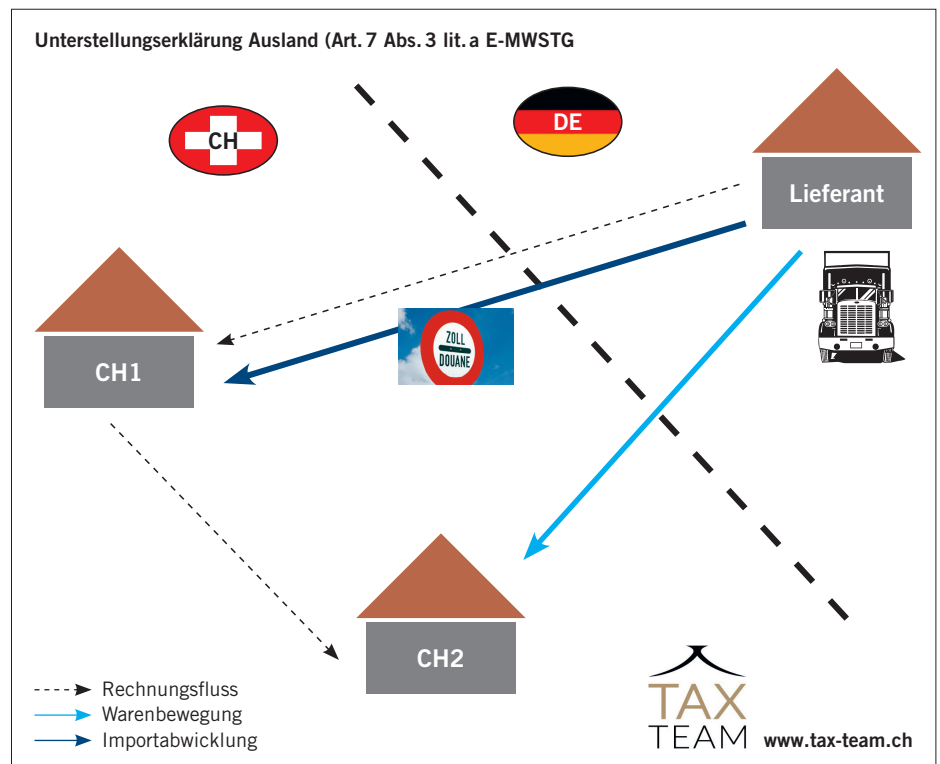 Unterstellungserklärung Ausland (Art. 7 Abs. 3 lit. a E-MWSTG
CH
DE
Lieferant
ZOLL
DOUANE
CH1
CH2
Rechnungsfluss
Warenbewegung
Importabwicklung
TAX
TEAM
www.tax-team.ch